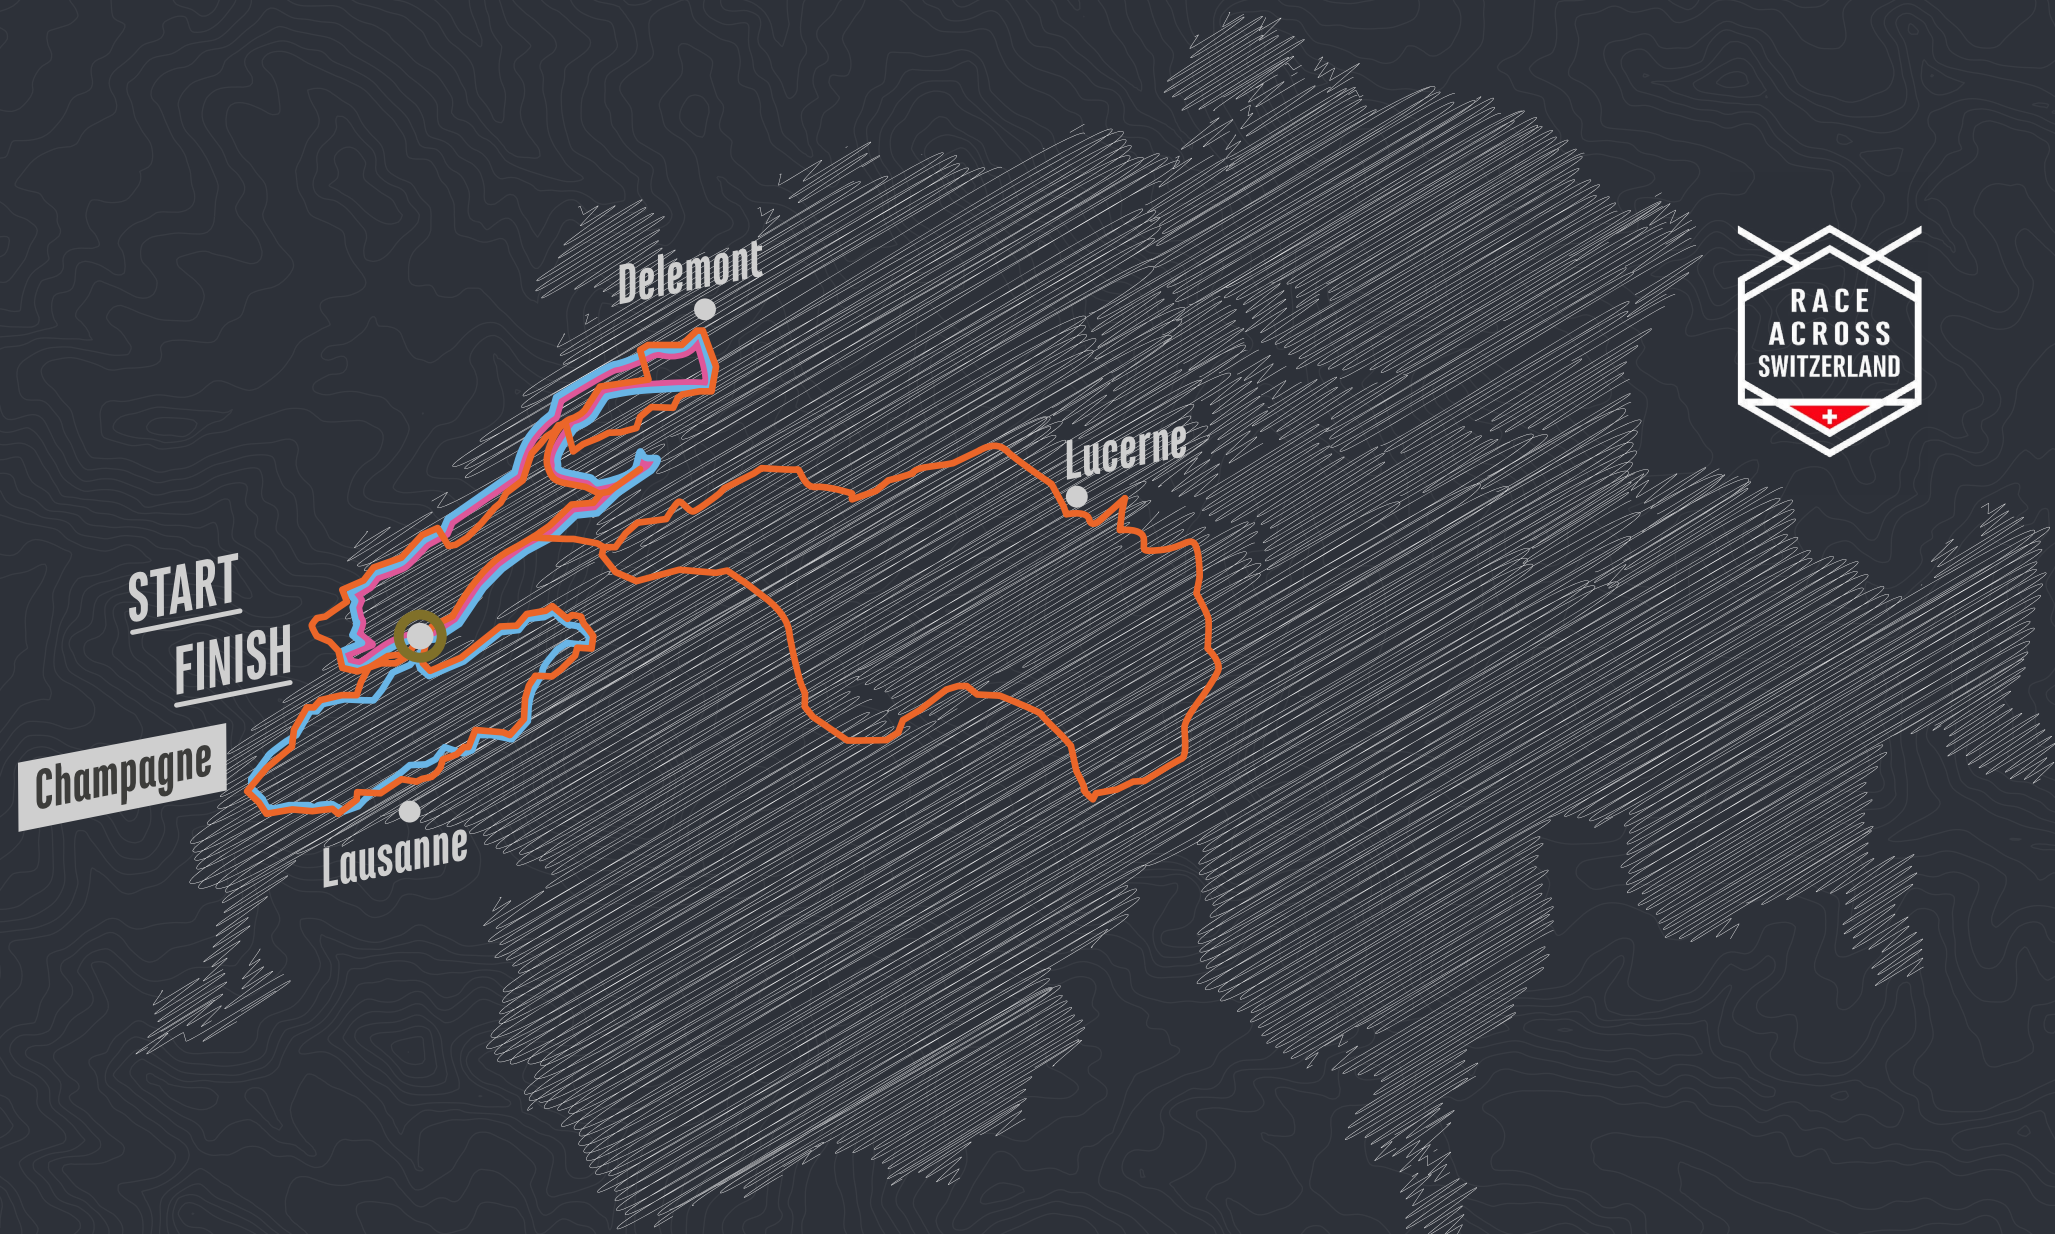 Delemont
Lucerne
START
FINISH
Champagne
Lausanne
RACE
ACROSS
SWITZERLAND